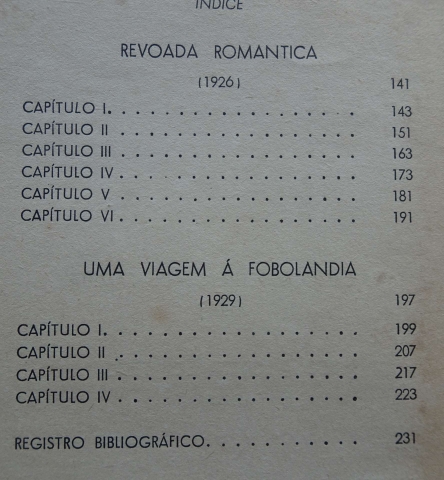 INDICE
REVOADA ROMANTICA
(1926) 141
CAPÍTULO I. . . . . . . . . . . . . . . . 143
CAPÍTULO II . . . . . . . . . . . . . . . 151
CAPÍTULO III . . . . . . . . . . . . . . . 163
CAPÍTULO IV . . . . . . . . . . . . . . . 173
CAPÍTULO V . . . . . . . . . . . . . . . 181
CAPÍTULO VI . . . . . . . . . . . . . . . 191
UMA VIAGEM Á FOBOLANDIA
(1929) 197
CAPÍTULO I. . . . . . . . . . . . . . . . 199
CAPÍTULO II . . . . . . . . . . . . . . . 207
CAPÍTULO III . . . . . . . . . . . . . . . 217
CAPÍTULO IV . . . . . . . . . . . . . . . 223
REGISTRO BIBLIOGRÁFICO. . . . . . . . . 231